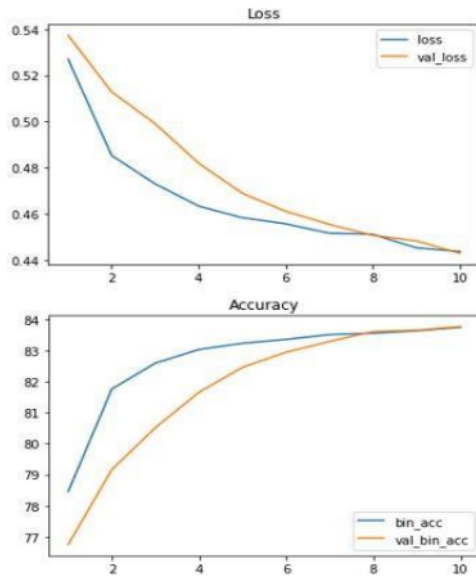 Loss
0.54
0.52
0.50
0.48
0.46
0.44
loss
val_loss
2 4 6 8 10
Accuracy
84
83
82
81
80
79
78
77
bin_acc
val_bin_acc
2 4 6 8 10